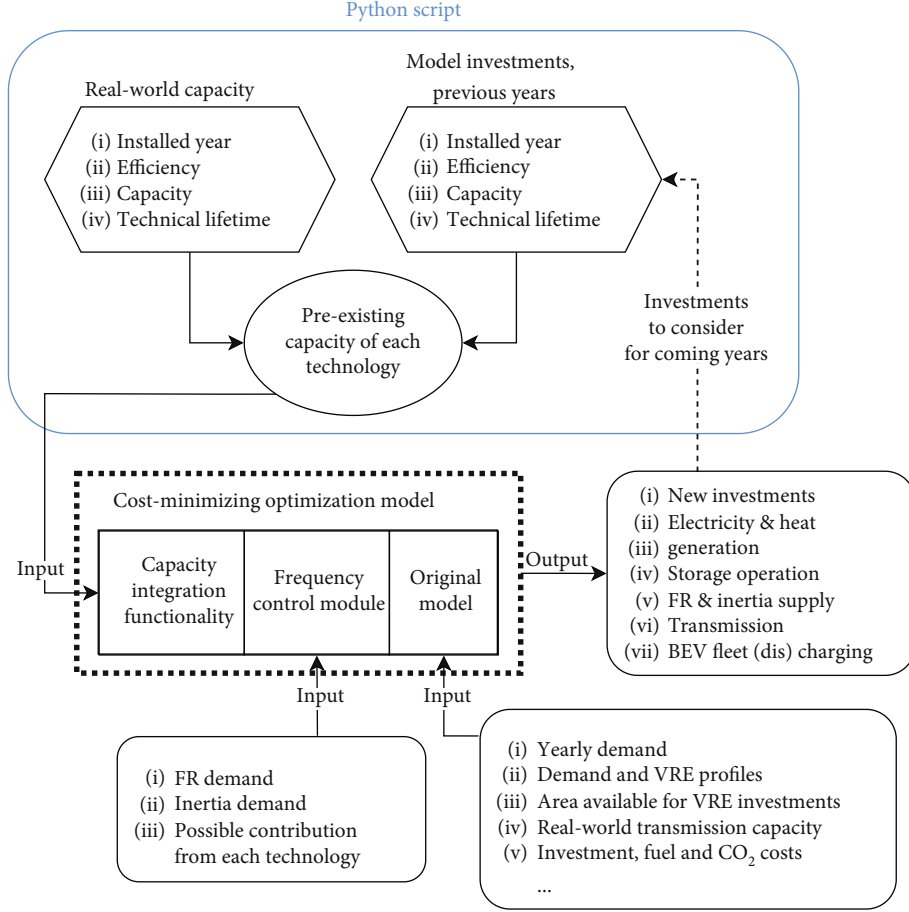 Python script
Real-world capacity
(i) Installed year
(ii) Efficiency
(iii) Capacity
(iv) Technical lifetime
Model investments,
previous years
(i) Installed year
(ii) Efficiency
(iii) Capacity
(iv) Technical lifetime
Pre-existing
capacity of each
technology
Investments
to consider
for coming years
Cost-minimizing optimization model
Input
Capacity
integration
functionality
Frequency
control module
Original
model
Output
(i) New investments
(ii) Electricity & heat
(iii) generation
(iv) Storage operation
(v) FR & inertia supply
(vi) Transmission
(vii) BEV fleet (dis) charging
Input
Input
(i) FR demand
(ii) Inertia demand
(iii) Possible contribution
from each technology
(i) Yearly demand
(ii) Demand and VRE profiles
(iii) Area available for VRE investments
(iv) Real-world transmission capacity
(v) Investment, fuel and CO₂ costs
...